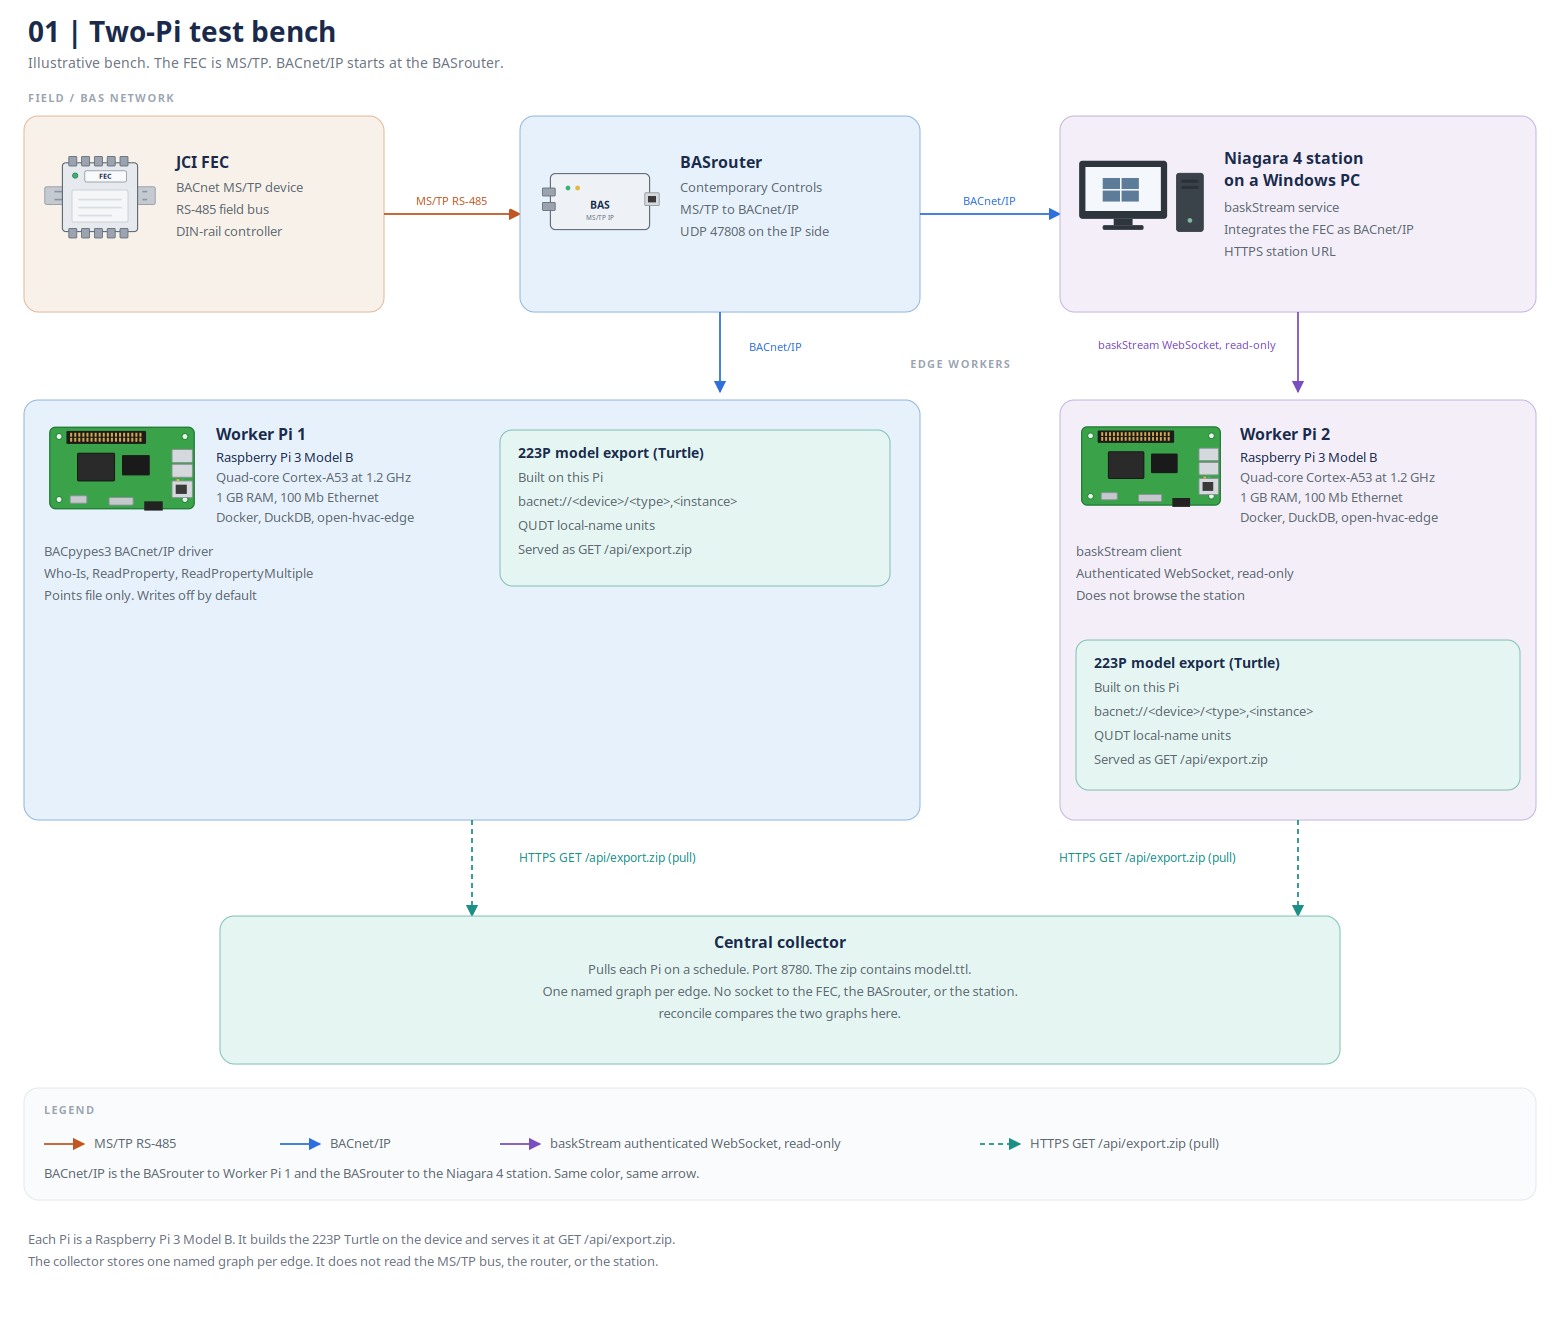 01 | Two-Pi test bench
Illustrative bench. The FEC is MS/TP. BACnet/IP starts at the BASrouter.
FIELD / BAS NETWORK
FEC
JCI FEC
BACnet MS/TP device
RS-485 field bus
DIN-rail controller
MS/TP RS-485
BAS
MS/TP IP
BASrouter
Contemporary Controls
MS/TP to BACnet/IP
UDP 47808 on the IP side
BACnet/IP
Niagara 4 station
on a Windows PC
baskStream service
Integrates the FEC as BACnet/IP
HTTPS station URL
BACnet/IP
EDGE WORKERS
baskStream WebSocket, read-only
Worker Pi 1
Raspberry Pi 3 Model B
Quad-core Cortex-A53 at 1.2 GHz
1 GB RAM, 100 Mb Ethernet
Docker, DuckDB, open-hvac-edge
BACpypes3 BACnet/IP driver
Who-Is, ReadProperty, ReadPropertyMultiple
Points file only. Writes off by default
223P model export (Turtle)
Built on this Pi
bacnet://<device>/<type>,<instance>
QUDT local-name units
Served as GET /api/export.zip
Worker Pi 2
Raspberry Pi 3 Model B
Quad-core Cortex-A53 at 1.2 GHz
1 GB RAM, 100 Mb Ethernet
Docker, DuckDB, open-hvac-edge
baskStream client
Authenticated WebSocket, read-only
Does not browse the station
223P model export (Turtle)
Built on this Pi
bacnet://<device>/<type>,<instance>
QUDT local-name units
Served as GET /api/export.zip
HTTPS GET /api/export.zip (pull)
HTTPS GET /api/export.zip (pull)
Central collector
Pulls each Pi on a schedule. Port 8780. The zip contains model.ttl.
One named graph per edge. No socket to the FEC, the BASrouter, or the station.
reconcile compares the two graphs here.
LEGEND
MS/TP RS-485
BACnet/IP
baskStream authenticated WebSocket, read-only
HTTPS GET /api/export.zip (pull)
BACnet/IP is the BASrouter to Worker Pi 1 and the BASrouter to the Niagara 4 station. Same color, same arrow.
Each Pi is a Raspberry Pi 3 Model B. It builds the 223P Turtle on the device and serves it at GET /api/export.zip.
The collector stores one named graph per edge. It does not read the MS/TP bus, the router, or the station.